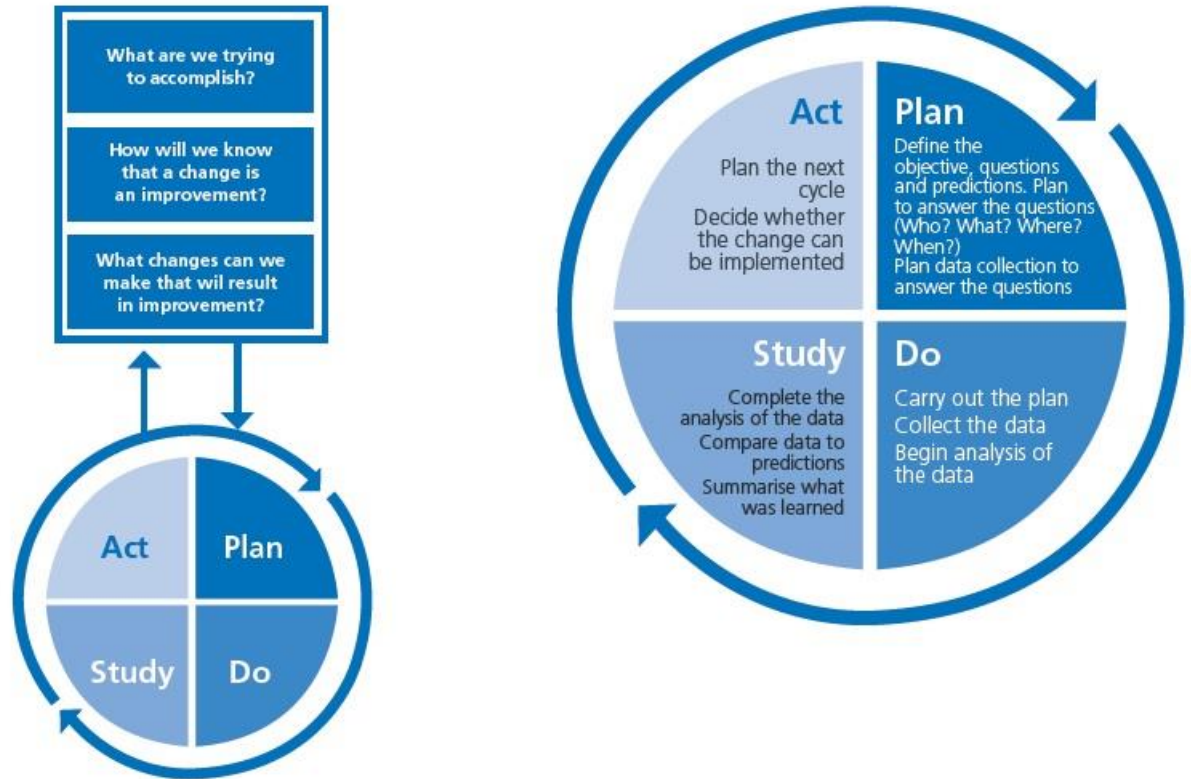 What are we trying
to accomplish?
How will we know
that a change is
an improvement?
What changes can we
make that wil result
in improvement?
Act
Plan
Study
Do
Act
Plan the next
cycle
Decide whether
the change can
be implemented
Plan
Define the
objective, questions
and predictions. Plan
to answer the questions
(Who? What? Where?
When?)
Plan data collection to
answer the questions
Study
Complete the
analysis of the data
Compare data to
predictions
Summarise what
was learned
Do
Carry out the plan
Collect the data
Begin analysis of
the data